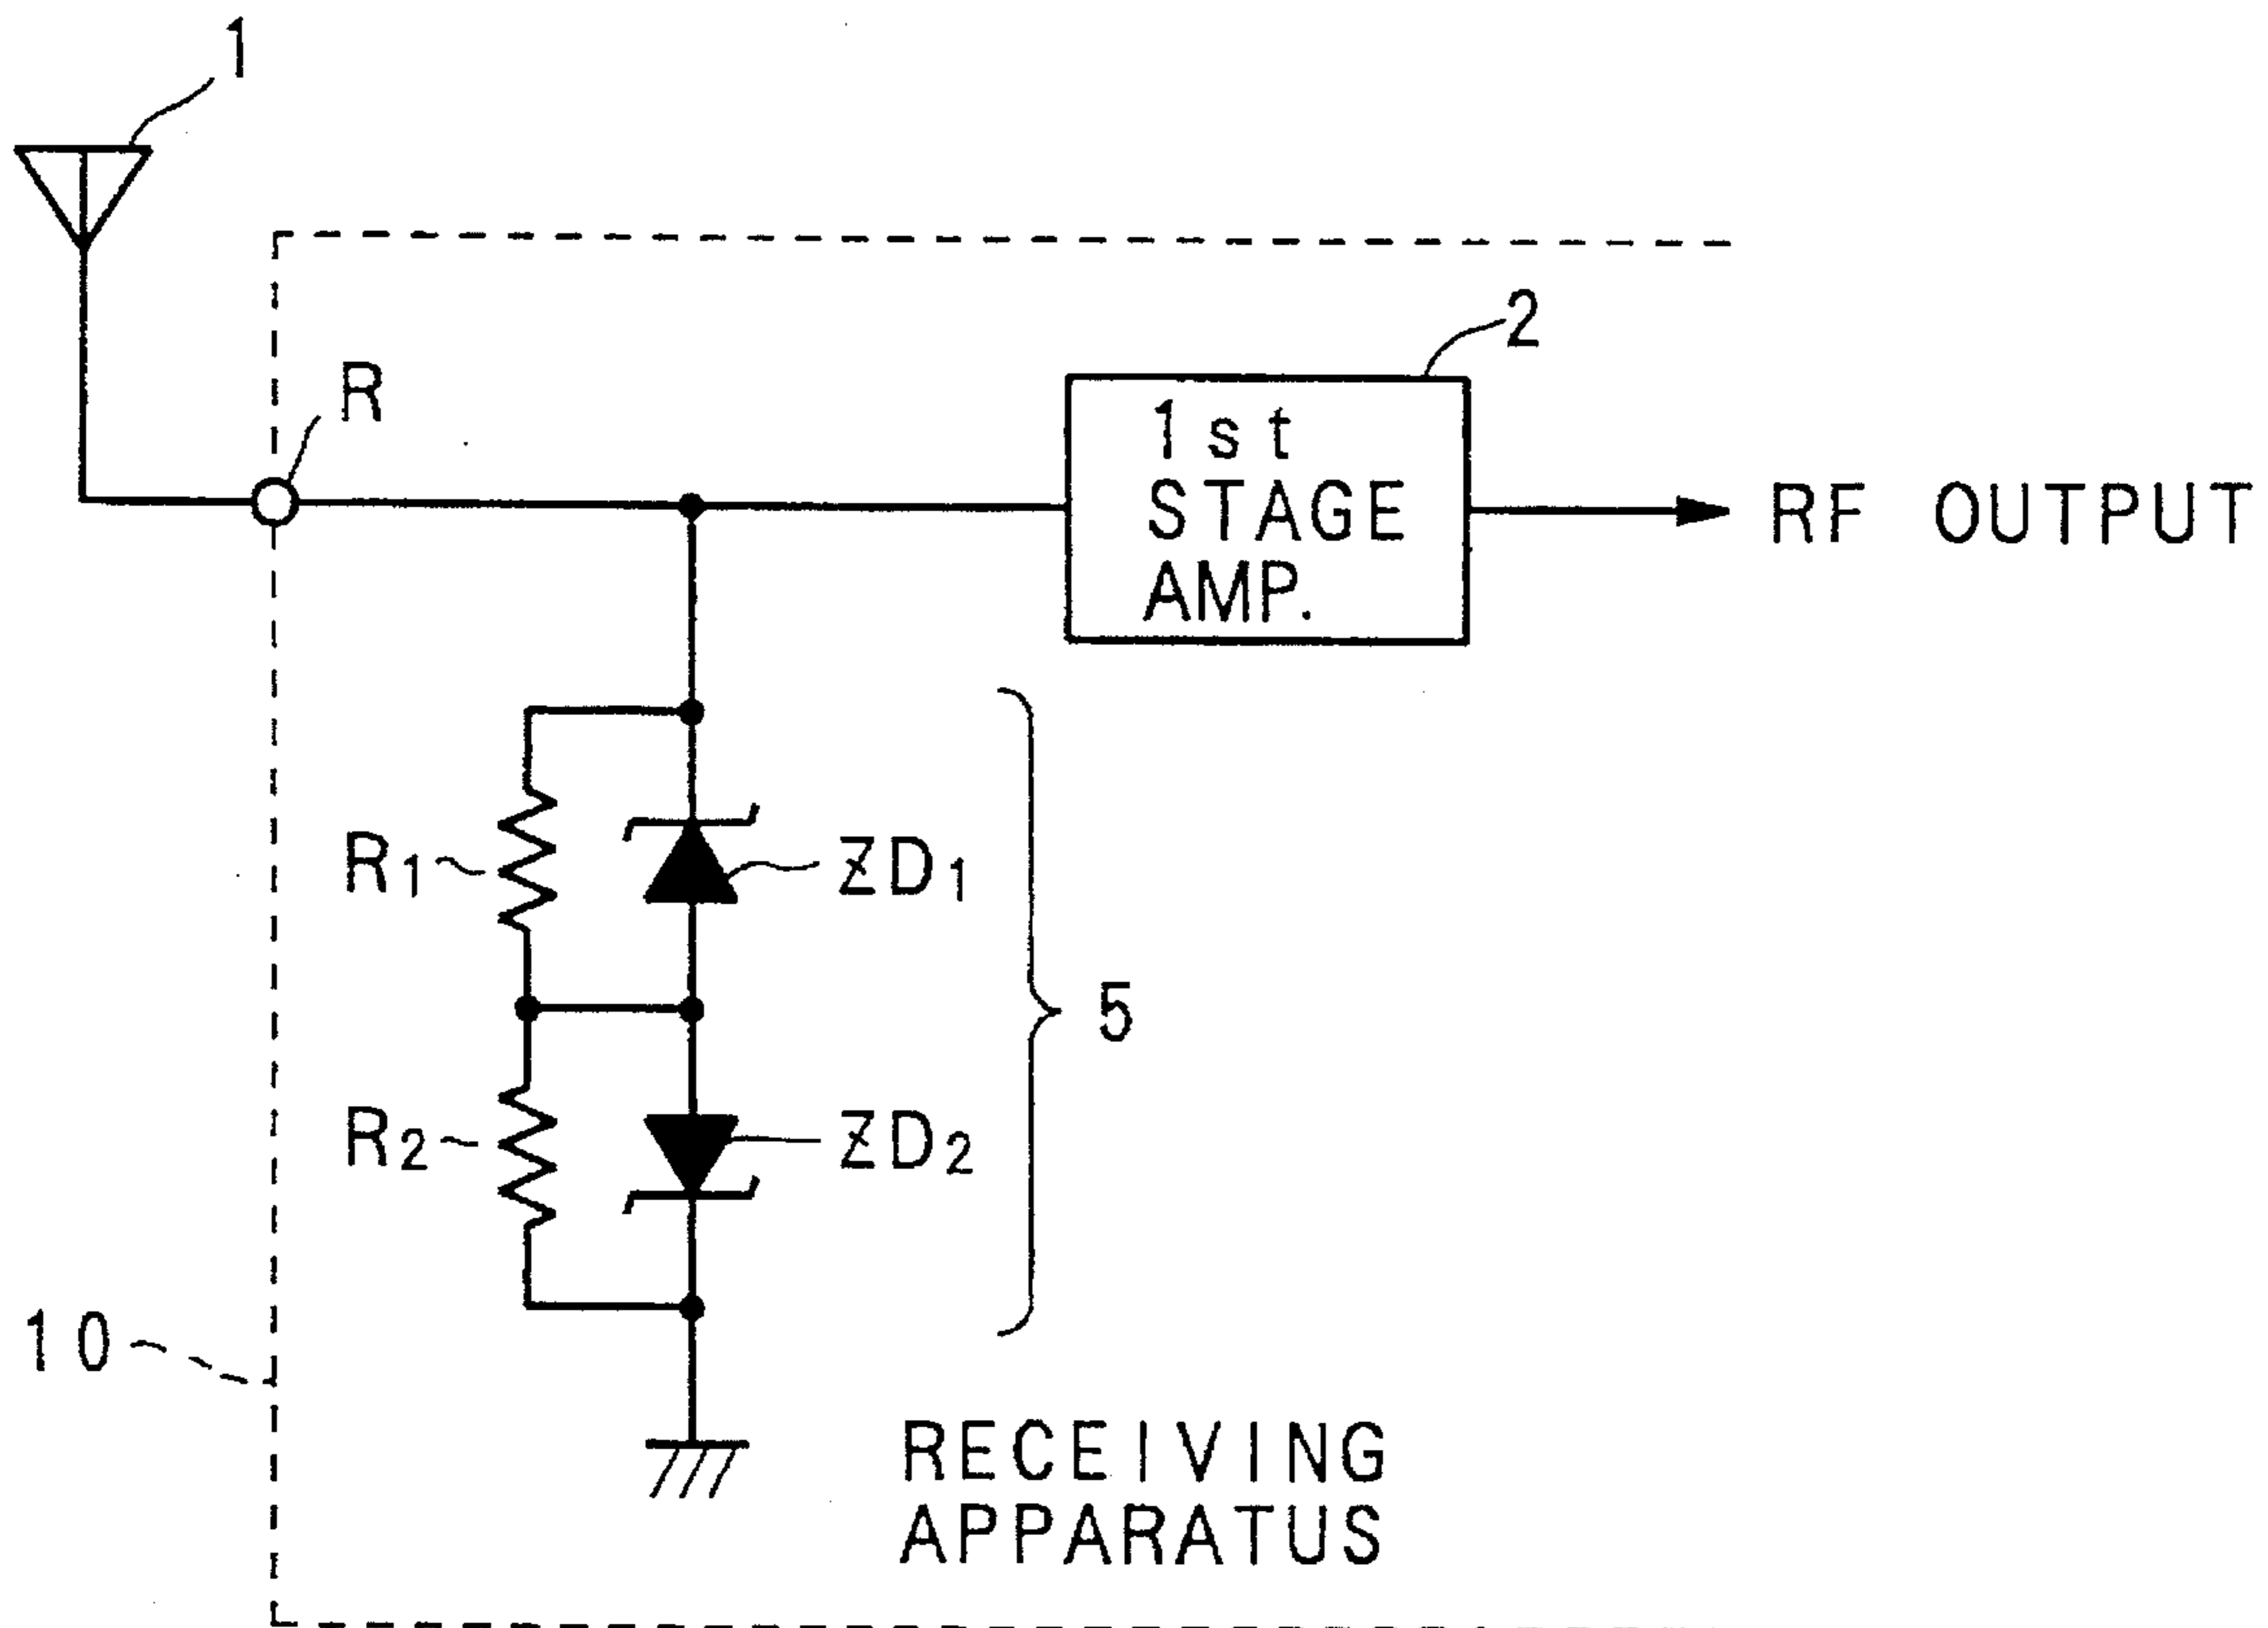 1
2
R
1st
STAGE
AMP.
RF OUTPUT
R1
ZD1
5
R2
ZD2
10
RECEIVING
APPARATUS